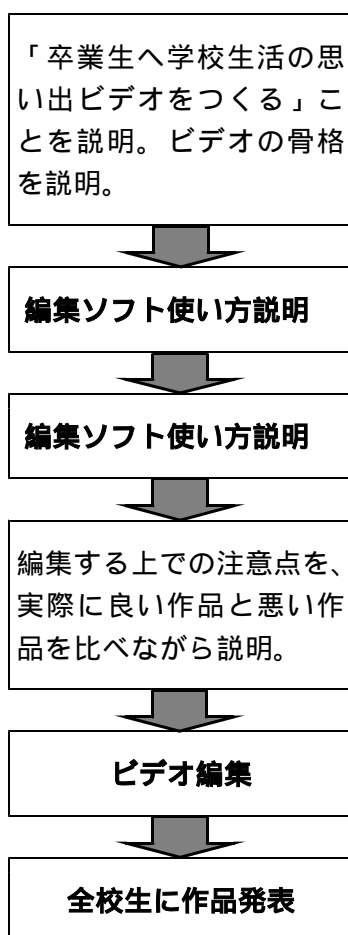 「卒業生へ学校生活の思
い出ビデオをつくる」こ
とを説明。ビデオの骨格
を説明。
編集ソフト使い方説明
編集ソフト使い方説明
編集する上での注意点を、
実際に良い作品と悪い作
品を比べながら説明。
ビデオ編集
全校生に作品発表